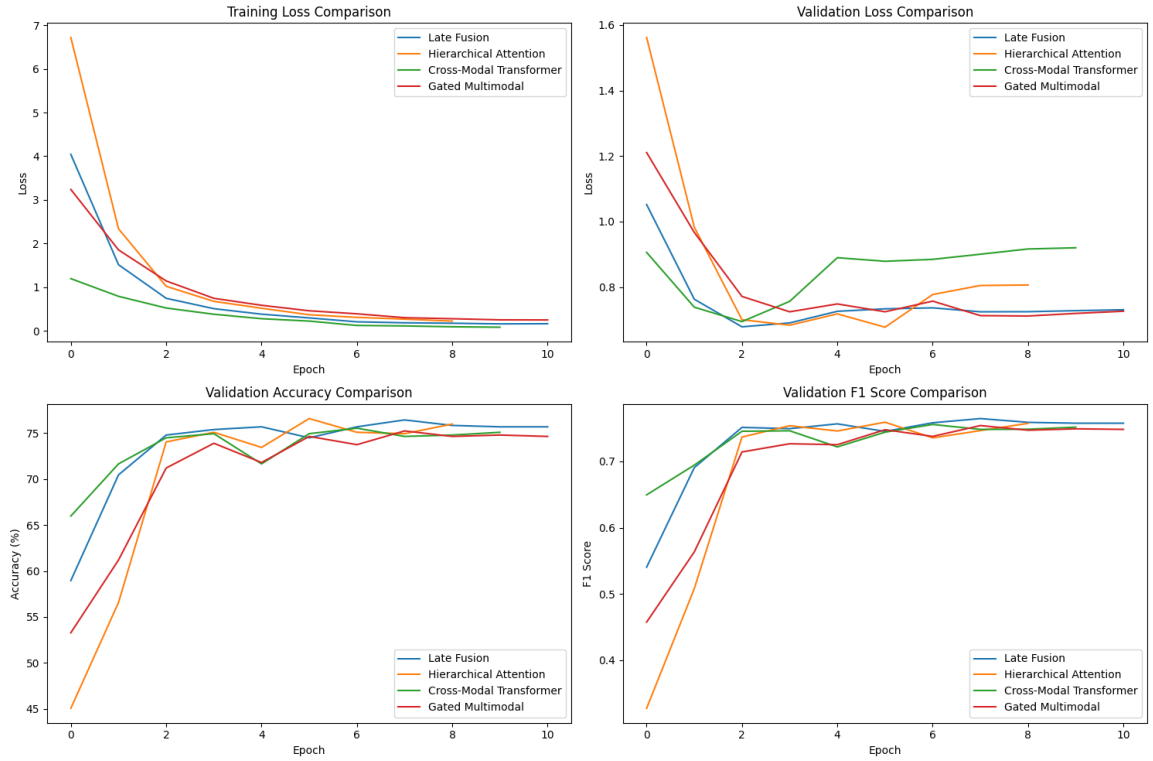 Training Loss Comparison
7
6
5
4
3
2
1
0
Loss
0 2 4 6 8 10
Epoch
Late Fusion
Hierarchical Attention
Cross-Modal Transformer
Gated Multimodal
Validation Loss Comparison
1.6
1.4
1.2
1.0
0.8
Loss
0 2 4 6 8 10
Epoch
Late Fusion
Hierarchical Attention
Cross-Modal Transformer
Gated Multimodal
Validation Accuracy Comparison
75
70
65
60
55
50
45
Accuracy (%)
0 2 4 6 8 10
Epoch
Late Fusion
Hierarchical Attention
Cross-Modal Transformer
Gated Multimodal
Validation F1 Score Comparison
0.7
0.6
0.5
0.4
F1 Score
0 2 4 6 8 10
Epoch
Late Fusion
Hierarchical Attention
Cross-Modal Transformer
Gated Multimodal